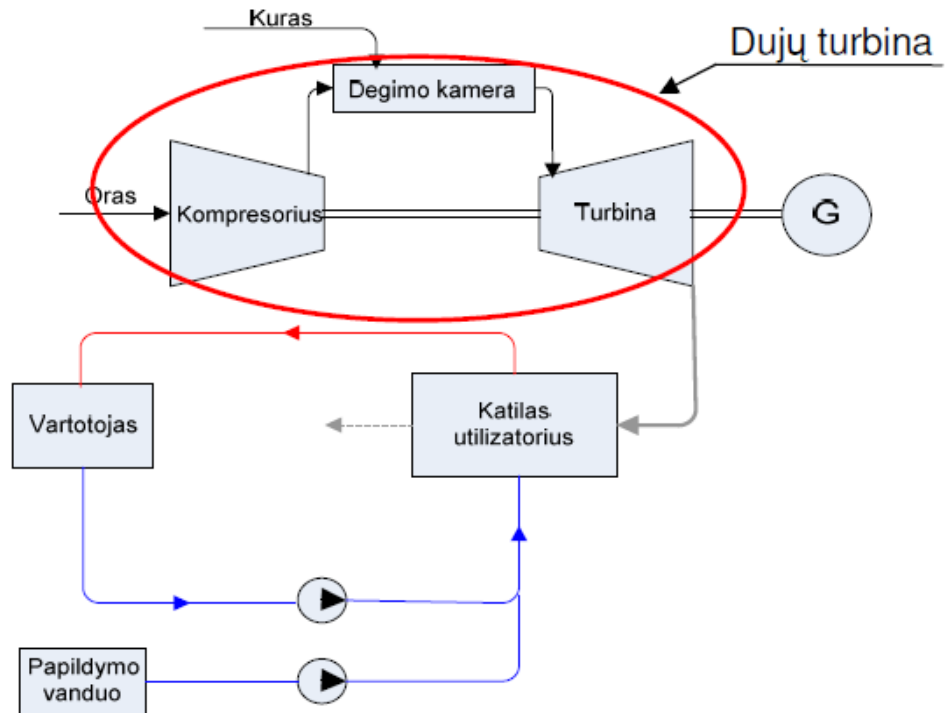 Kuras
Dujų turbina
Degimo kamera
Oras
Kompresorius
Turbina
G
Vartotojas
Katilas
utilizatorius
Papildymo
vanduo